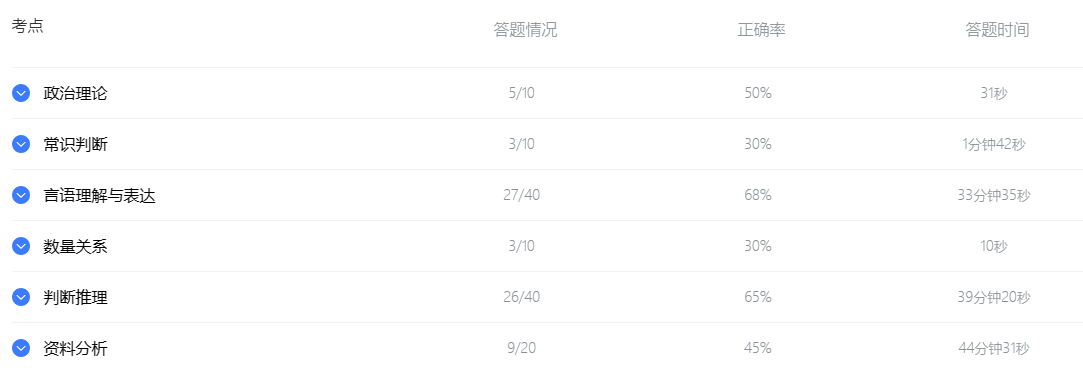 考点 答题情况 正确率 答题时间
政治理论 5/10 50% 31秒
常识判断 3/10 30% 1分钟42秒
言语理解与表达 27/40 68% 33分钟35秒
数量关系 3/10 30% 10秒
判断推理 26/40 65% 39分钟20秒
资料分析 9/20 45% 44分钟31秒